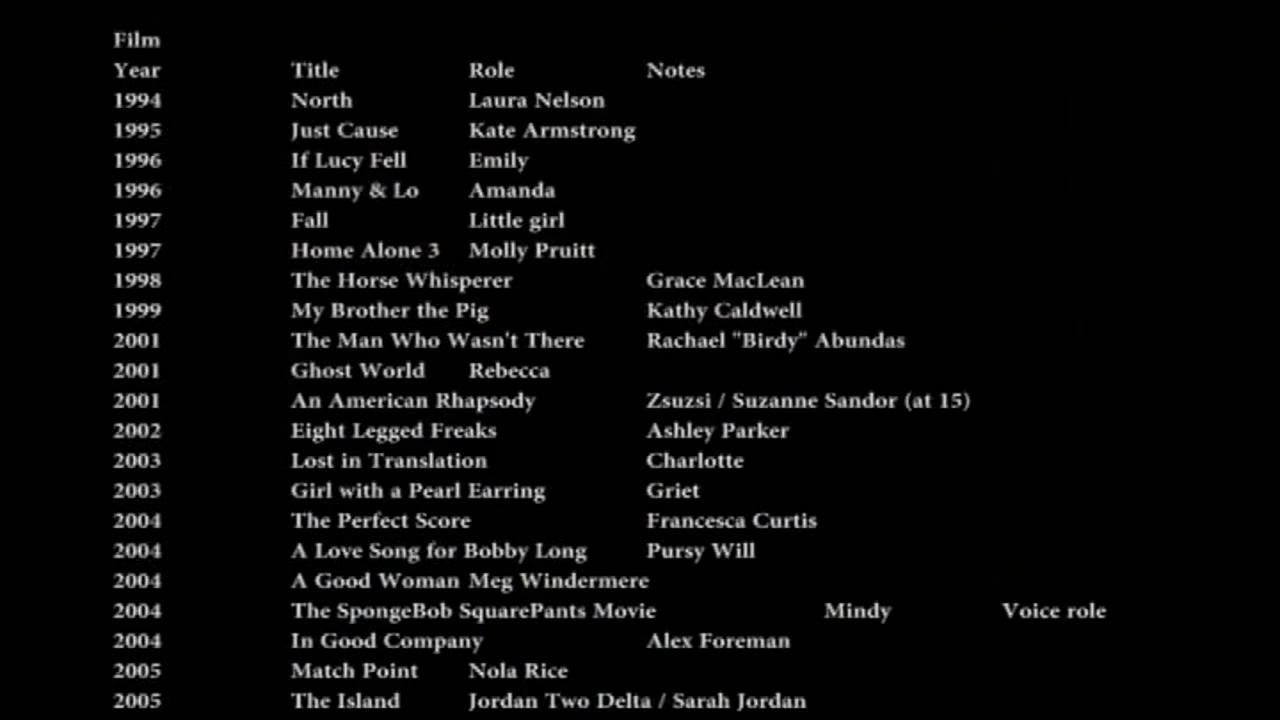 Film
Year Title Role Notes
1994 North Laura Nelson
1995 Just Cause Kate Armstrong
1996 If Lucy Fell Emily
1996 Manny & Lo Amanda
1997 Fall Little girl
1997 Home Alone 3 Molly Pruitt
1998 The Horse Whisperer Grace MacLean
1999 My Brother the Pig Kathy Caldwell
2001 The Man Who Wasn't There Rachael "Birdy" Abundas
2001 Ghost World Rebecca
2001 An American Rhapsody Zsuzsi / Suzanne Sandor (at 15)
2002 Eight Legged Freaks Ashley Parker
2003 Lost in Translation Charlotte
2003 Girl with a Pearl Earring Griet
2004 The Perfect Score Francesca Curtis
2004 A Love Song for Bobby Long Pursy Will
2004 A Good Woman Meg Windermere
2004 The SpongeBob SquarePants Movie Mindy Voice role
2004 In Good Company Alex Foreman
2005 Match Point Nola Rice
2005 The Island Jordan Two Delta / Sarah Jordan